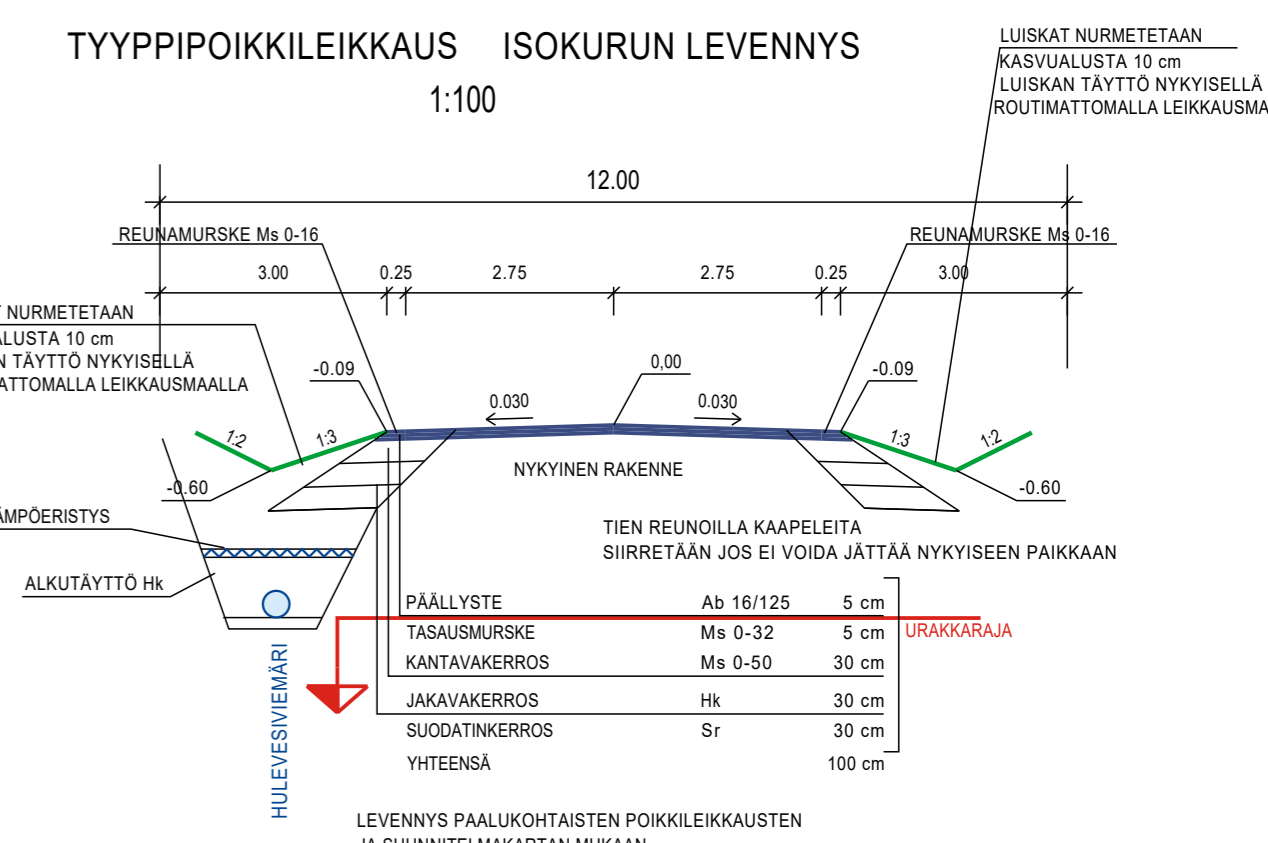 TYYPPIPOIKKILEIKKAUS ISOKURUN LEVENNYS
1:100
LUISKAT NURMETETAAN
KASVUALUSTA 10 cm
LUISKAN TÄYTTÖ NYKYISELLÄ
ROUTIMATTOMALLA LEIKKAUSMA
12.00
REUNAMURSKE Ms 0-16
REUNAMURSKE Ms 0-16
3.00 0.25 2.75 2.75 0.25 3.00
NURMETETAAN
ALUSTA 10 cm
N TÄYTTÖ NYKYISELLÄ
ATTOMALLA LEIKKAUSMAALLA
-0.09 0,00 -0.09
0.030 0.030
1:2 1:3 1:3 1:2
NYKYINEN RAKENNE
-0.60 -0.60
ÄMPÖERISTYS
TIEN REUNOILLA KAAPELEITA
SIIRRETÄÄN JOS EI VOIDA JÄTTÄÄ NYKYISEEN PAIKKAAN
ALKUTÄYTTÖ Hk
PÄÄLLYSTE Ab 16/125 5 cm
TASAUSMURSKE Ms 0-32 5 cm
URAKKARAJA
KANTAVAKERROS Ms 0-50 30 cm
JAKAVAKERROS Hk 30 cm
SUODATINKERROS Sr 30 cm
YHTEENSÄ 100 cm
HULEVESIVIEMÄRI
LEVENNYS PAALUKOHTAISTEN POIKKILEIKKAUSTEN
JA SUUNNITELMAKARTAN MUKAAN